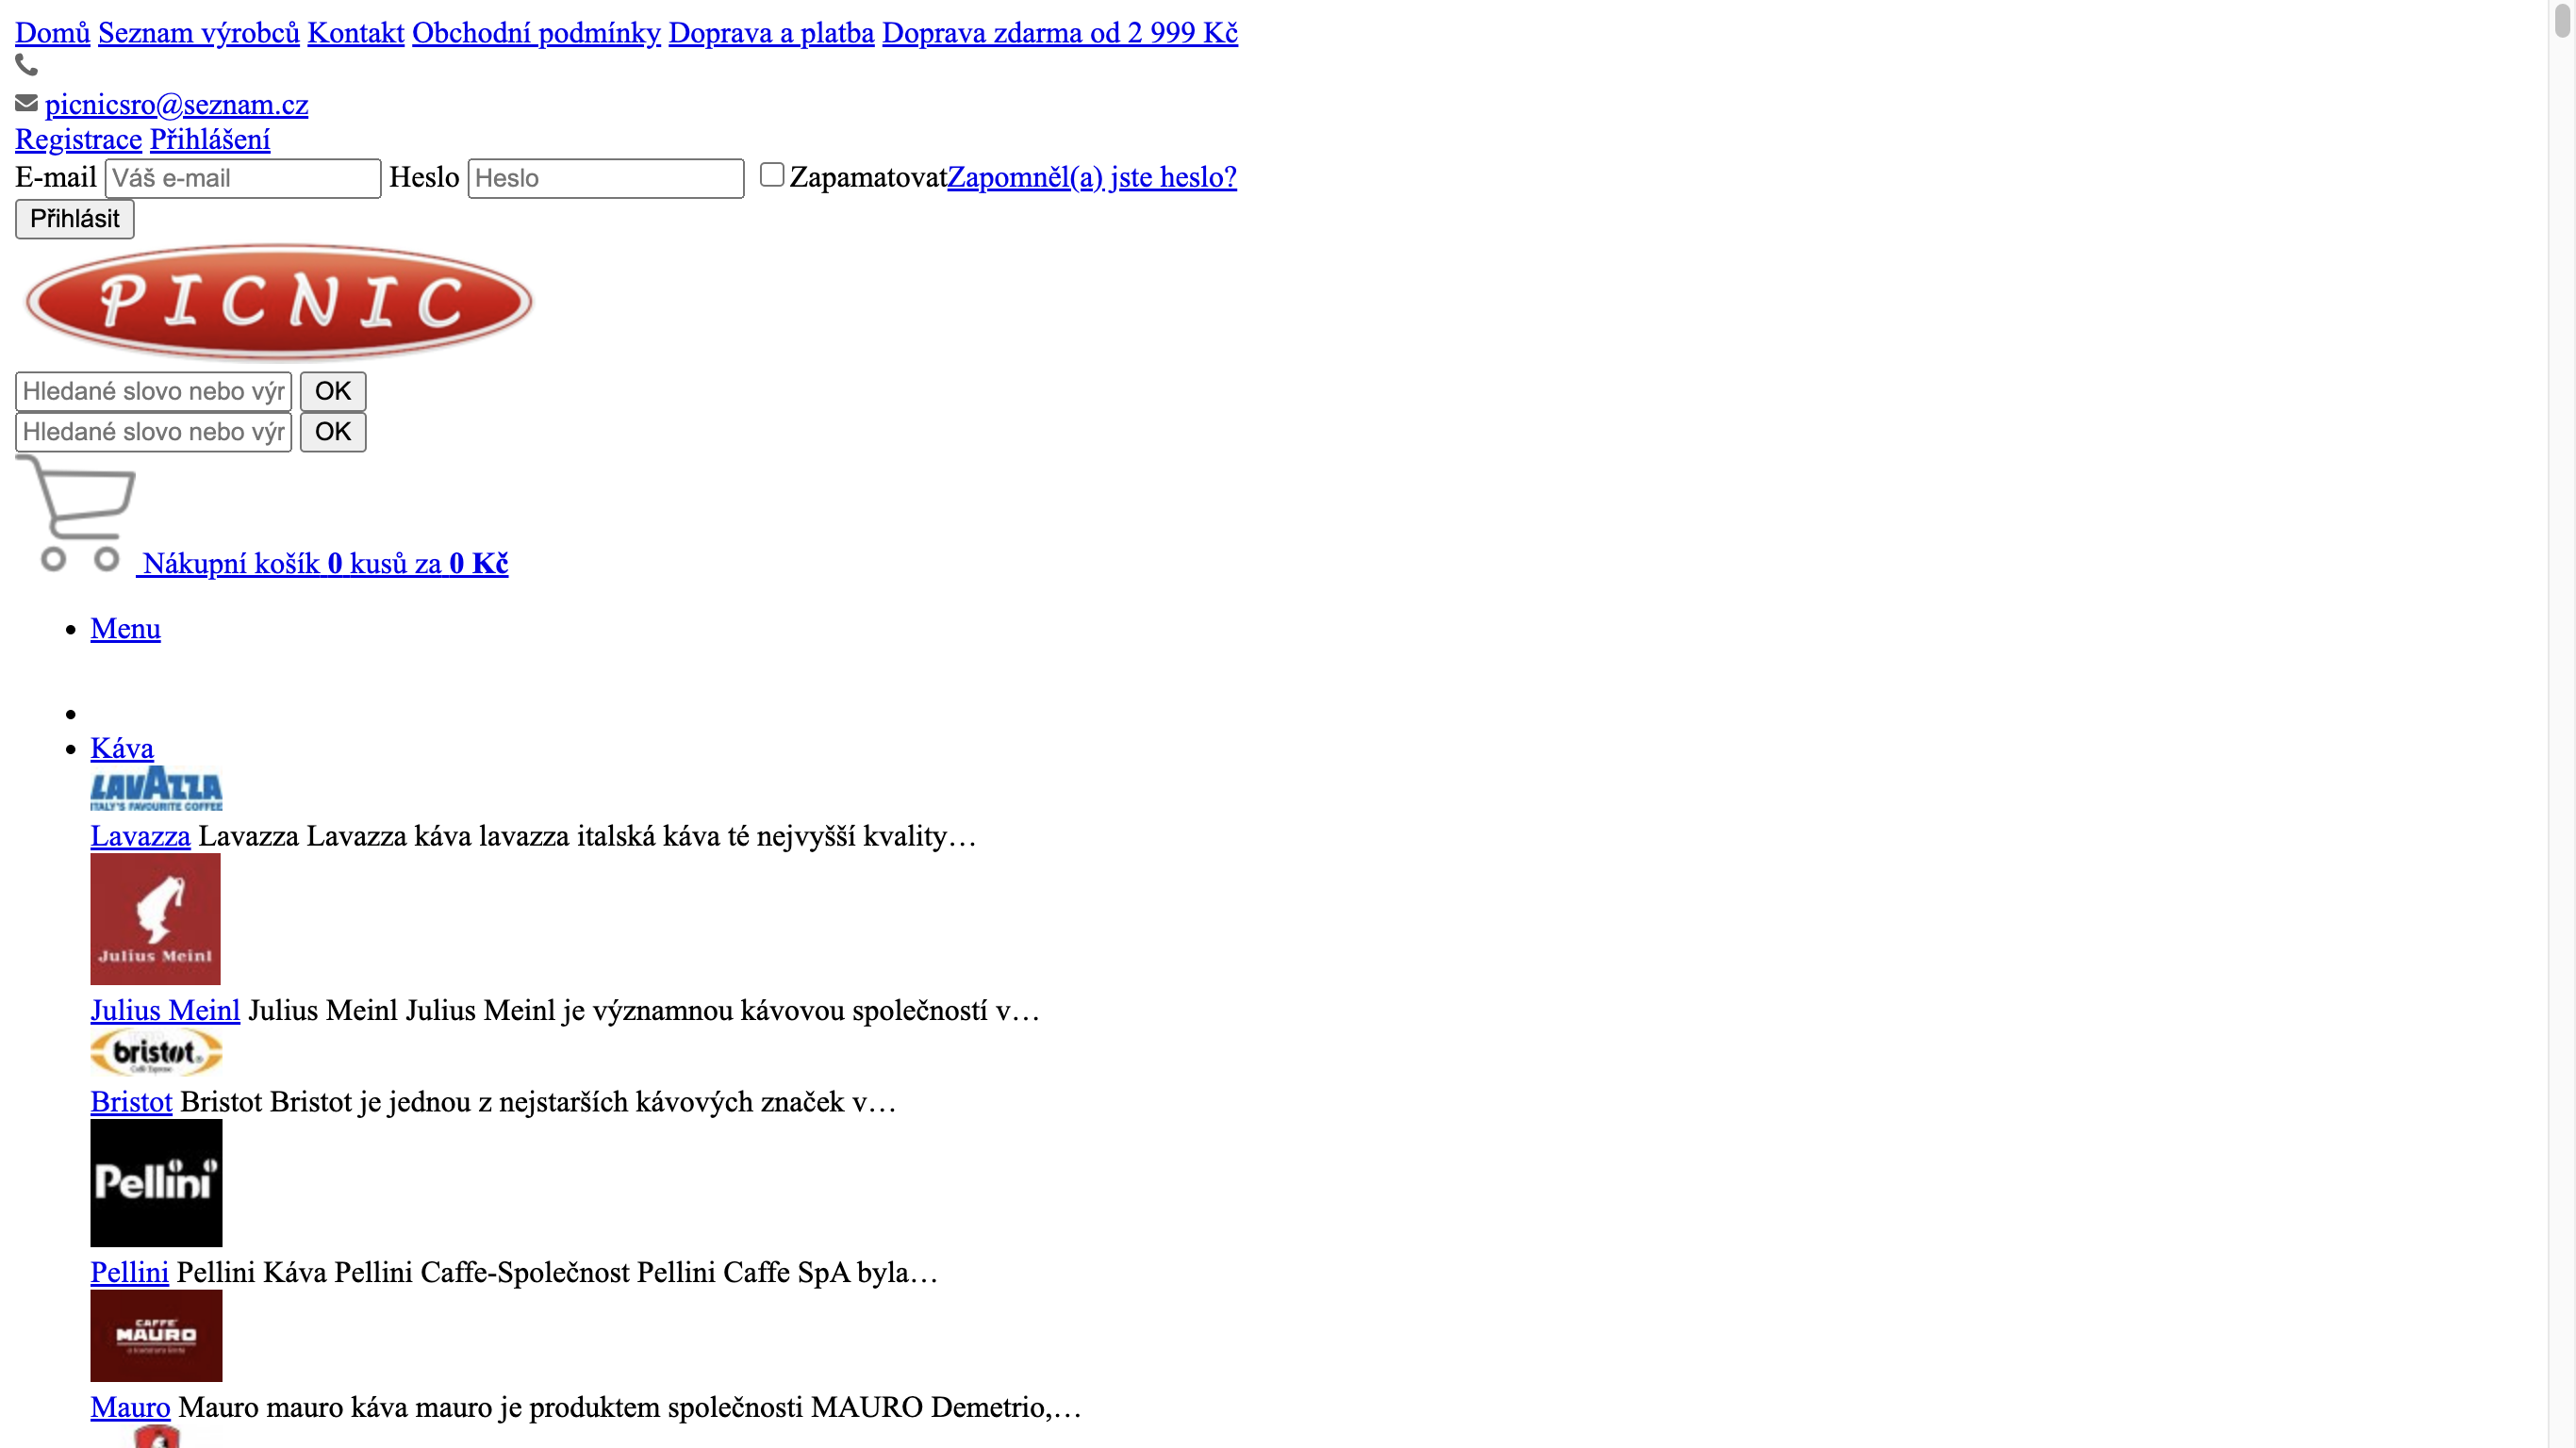 Domů Seznam výrobců Kontakt Obchodní podmínky Doprava a platba Doprava zdarma od 2 999 Kč
picnicsro@seznam.cz
Registrace Přihlášení
E-mail Váš e-mail Heslo Heslo ZapamatovatZapomněl(a) jste heslo?
Přihlásit
PICNIC
Hledané slovo nebo výr OK
Hledané slovo nebo výr OK
Nákupní košík 0 kusů za 0 Kč
Menu
Káva
LAVAZZA
ITALY'S FAVOURITE COFFEE
Lavazza Lavazza Lavazza káva lavazza italská káva té nejvyšší kvality…
Julius Meinl
Julius Meinl Julius Meinl Julius Meinl je významnou kávovou společností v…
bristot
Bristot Bristot Bristot je jednou z nejstarších kávových značek v…
Pellini
Pellini Pellini Káva Pellini Caffe-Společnost Pellini Caffe SpA byla…
CAFFE
MAURO
Mauro Mauro mauro káva mauro je produktem společnosti MAURO Demetrio,…